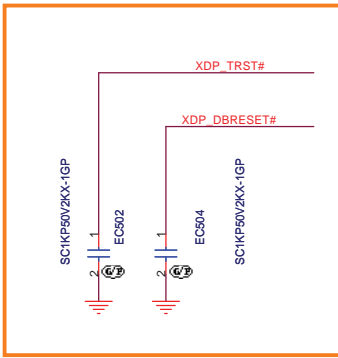 XDP_TRST#
XDP_DBRESET#
SC1KP50V2KX-1GP
EC502
EC504
SC1KP50V2KX-1GP
1
1
2
2